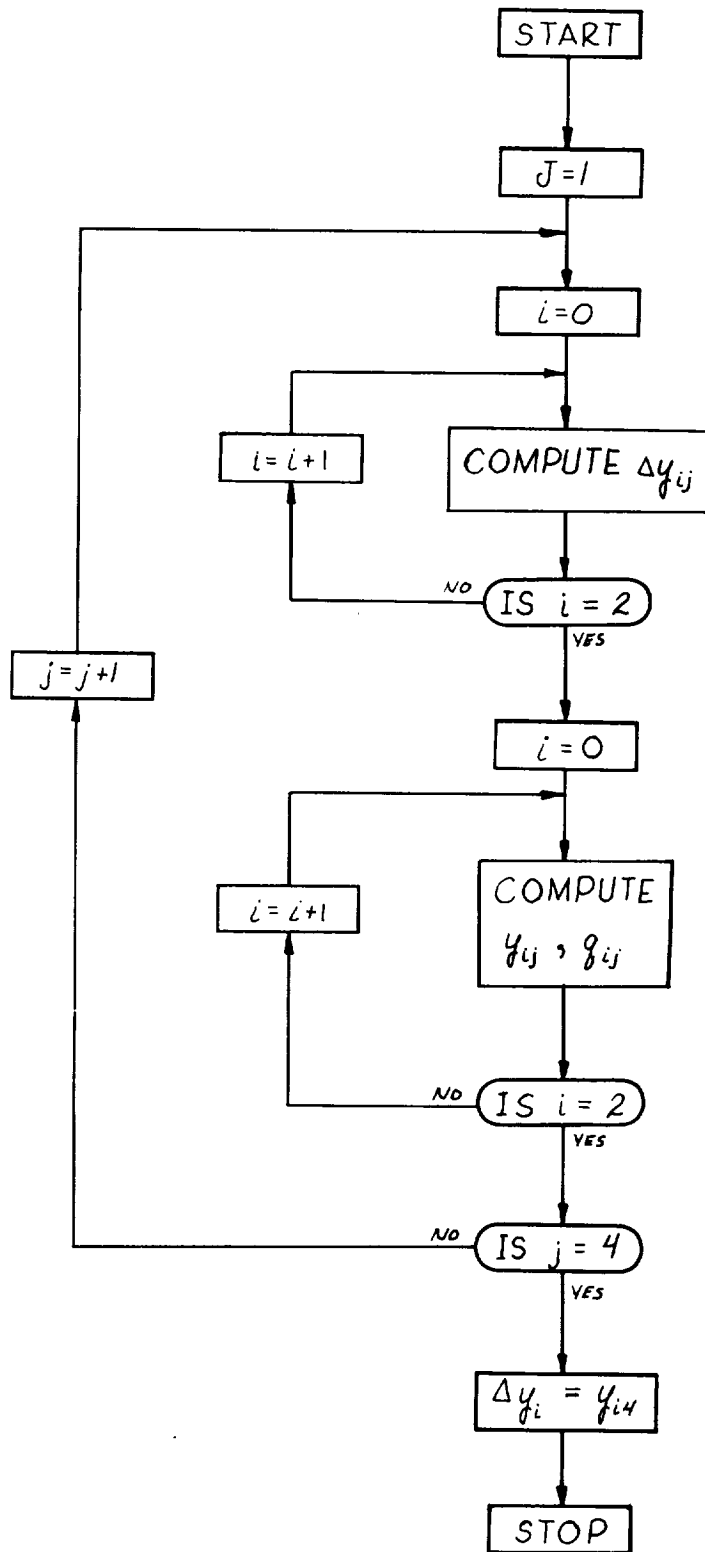 START
J=1
i=0
i=i+1
COMPUTE Δy_ij
NO
IS i=2
YES
j=j+1
i=0
i=i+1
COMPUTE
y_ij, q_ij
NO
IS i=2
YES
NO
IS j=4
YES
Δy_i = y_i4
STOP